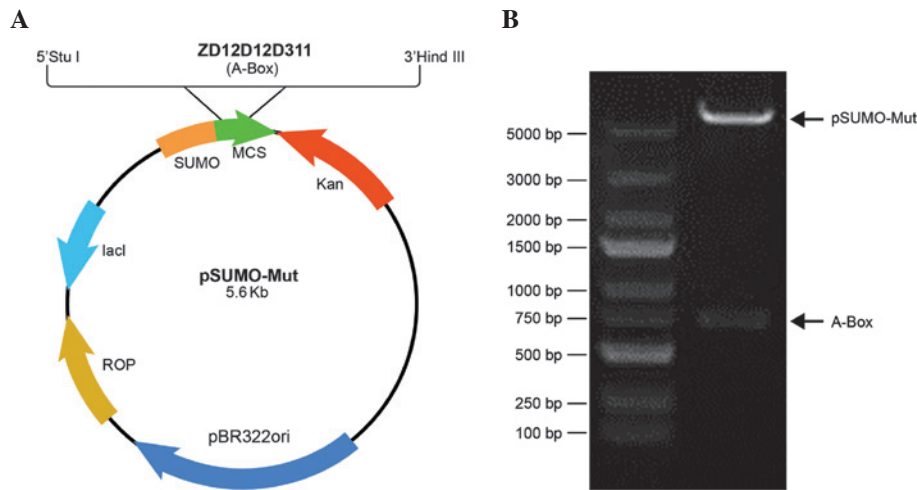 A
ZD12D12D311
(A-Box)
5'Stu I
3'Hind III
SUMO
MCS
Kan
lacI
pSUMO-Mut
5.6 Kb
ROP
pBR322ori
B
5000 bp
3000 bp
2000 bp
1500 bp
1000 bp
750 bp
500 bp
250 bp
100 bp
pSUMO-Mut
A-Box